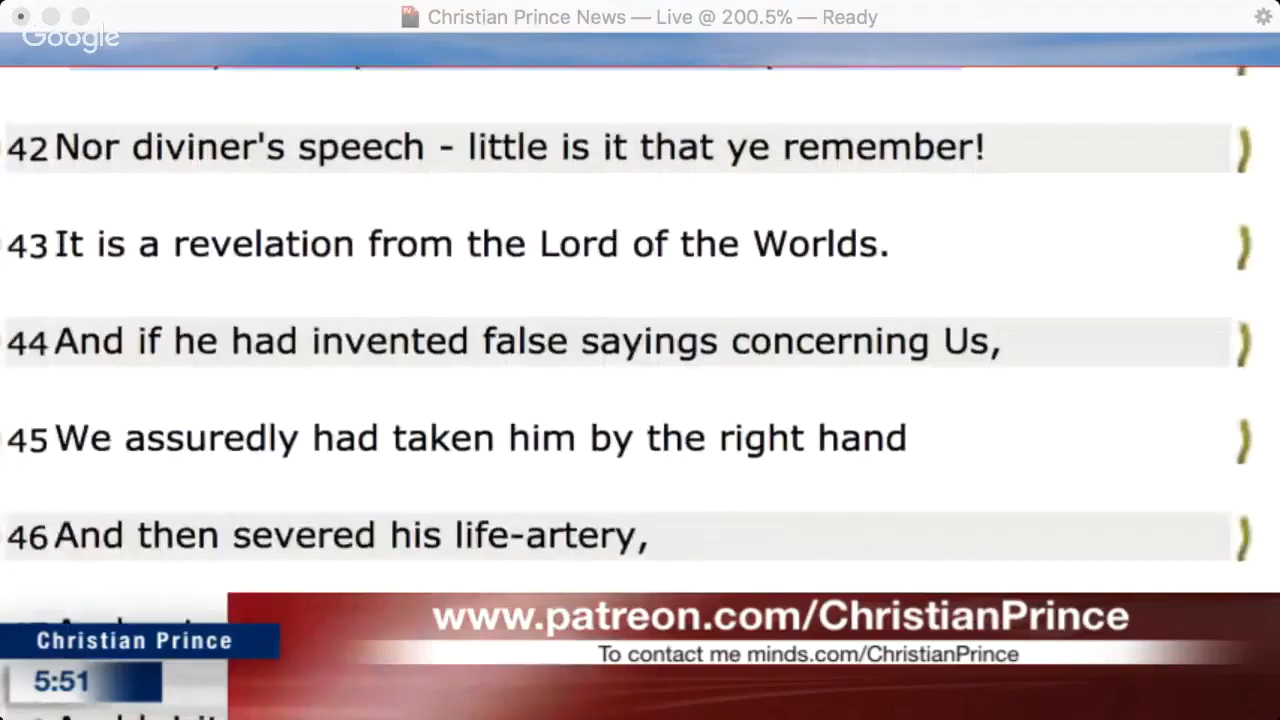 Christian Prince News — Live @ 200.5% — Ready
Google
42 Nor diviner's speech - little is it that ye remember!
43 It is a revelation from the Lord of the Worlds.
44 And if he had invented false sayings concerning Us,
45 We assuredly had taken him by the right hand
46 And then severed his life-artery,
www.patreon.com/ChristianPrince
Christian Prince
To contact me minds.com/ChristianPrince
5:51